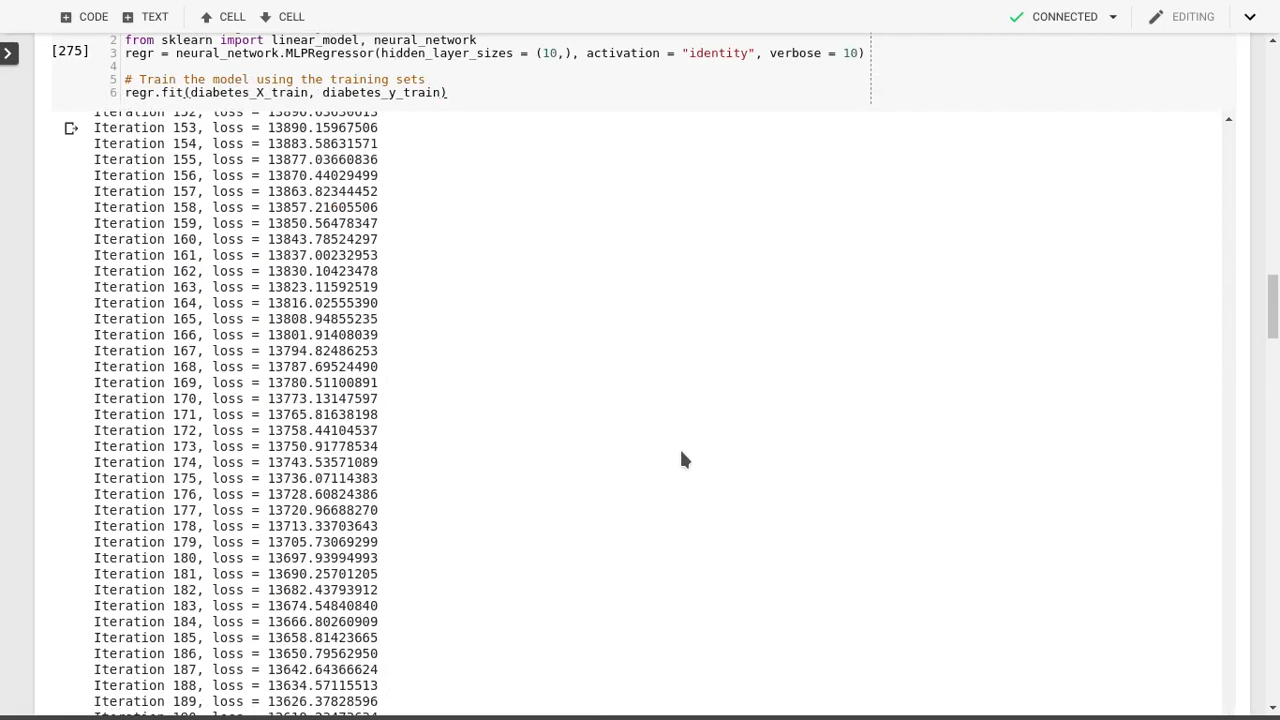 CODE TEXT CELL CELL CONNECTED EDITING
2 from sklearn import linear_model, neural_network
[275] 3 regr = neural_network.MLPRegressor(hidden_layer_sizes = (10,), activation = "identity", verbose = 10)
4
5 # Train the model using the training sets
6 regr.fit(diabetes_X_train, diabetes_y_train)
Iteration 153, loss = 13890.15967506
Iteration 154, loss = 13883.58631571
Iteration 155, loss = 13877.03660836
Iteration 156, loss = 13870.44029499
Iteration 157, loss = 13863.82344452
Iteration 158, loss = 13857.21605506
Iteration 159, loss = 13850.56478347
Iteration 160, loss = 13843.78524297
Iteration 161, loss = 13837.00232953
Iteration 162, loss = 13830.10423478
Iteration 163, loss = 13823.11592519
Iteration 164, loss = 13816.02555390
Iteration 165, loss = 13808.94855235
Iteration 166, loss = 13801.91408039
Iteration 167, loss = 13794.82486253
Iteration 168, loss = 13787.69524490
Iteration 169, loss = 13780.51100891
Iteration 170, loss = 13773.13147597
Iteration 171, loss = 13765.81638198
Iteration 172, loss = 13758.44104537
Iteration 173, loss = 13750.91778534
Iteration 174, loss = 13743.53571089
Iteration 175, loss = 13736.07114383
Iteration 176, loss = 13728.60824386
Iteration 177, loss = 13720.96688270
Iteration 178, loss = 13713.33703643
Iteration 179, loss = 13705.73069299
Iteration 180, loss = 13697.93994993
Iteration 181, loss = 13690.25701205
Iteration 182, loss = 13682.43793912
Iteration 183, loss = 13674.54840840
Iteration 184, loss = 13666.80260909
Iteration 185, loss = 13658.81423665
Iteration 186, loss = 13650.79562950
Iteration 187, loss = 13642.64366624
Iteration 188, loss = 13634.57115513
Iteration 189, loss = 13626.37828596